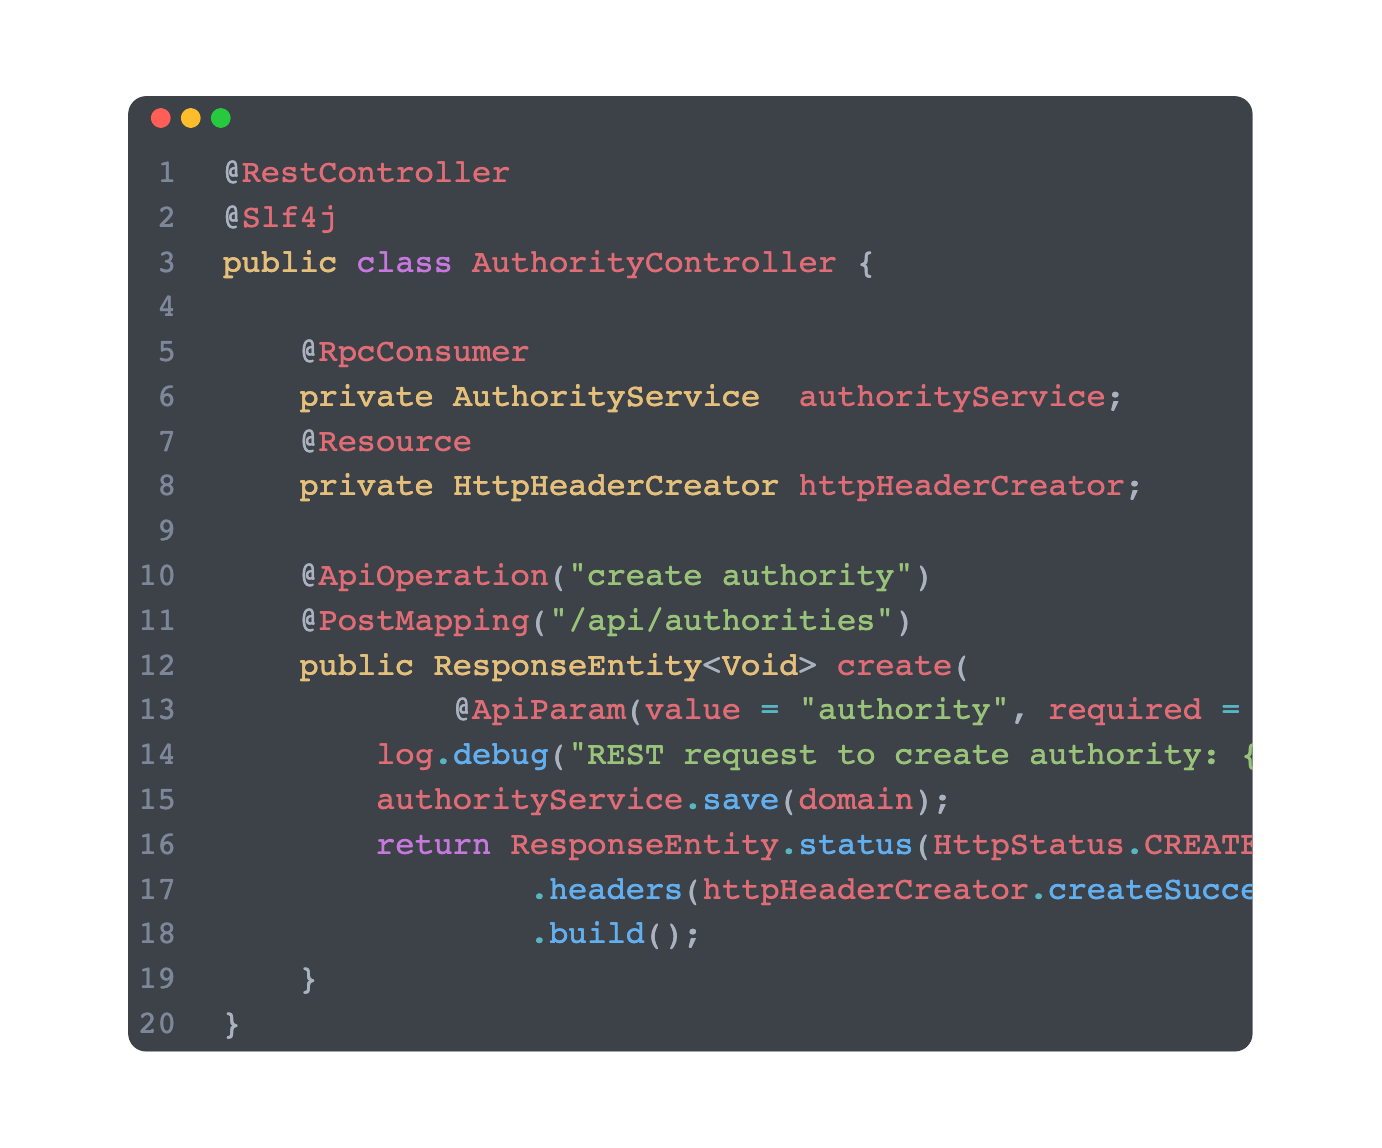 1 @RestController
2 @Slf4j
3 public class AuthorityController {
4
5 @RpcConsumer
6 private AuthorityService  authorityService;
7 @Resource
8 private HttpHeaderCreator httpHeaderCreator;
9
10 @ApiOperation("create authority")
11 @PostMapping("/api/authorities")
12 public ResponseEntity<Void> create(
13 @ApiParam(value = "authority", required =
14 log.debug("REST request to create authority: {
15 authorityService.save(domain);
16 return ResponseEntity.status(HttpStatus.CREATE
17 .headers(httpHeaderCreator.createSucce
18 .build();
19 }
20 }